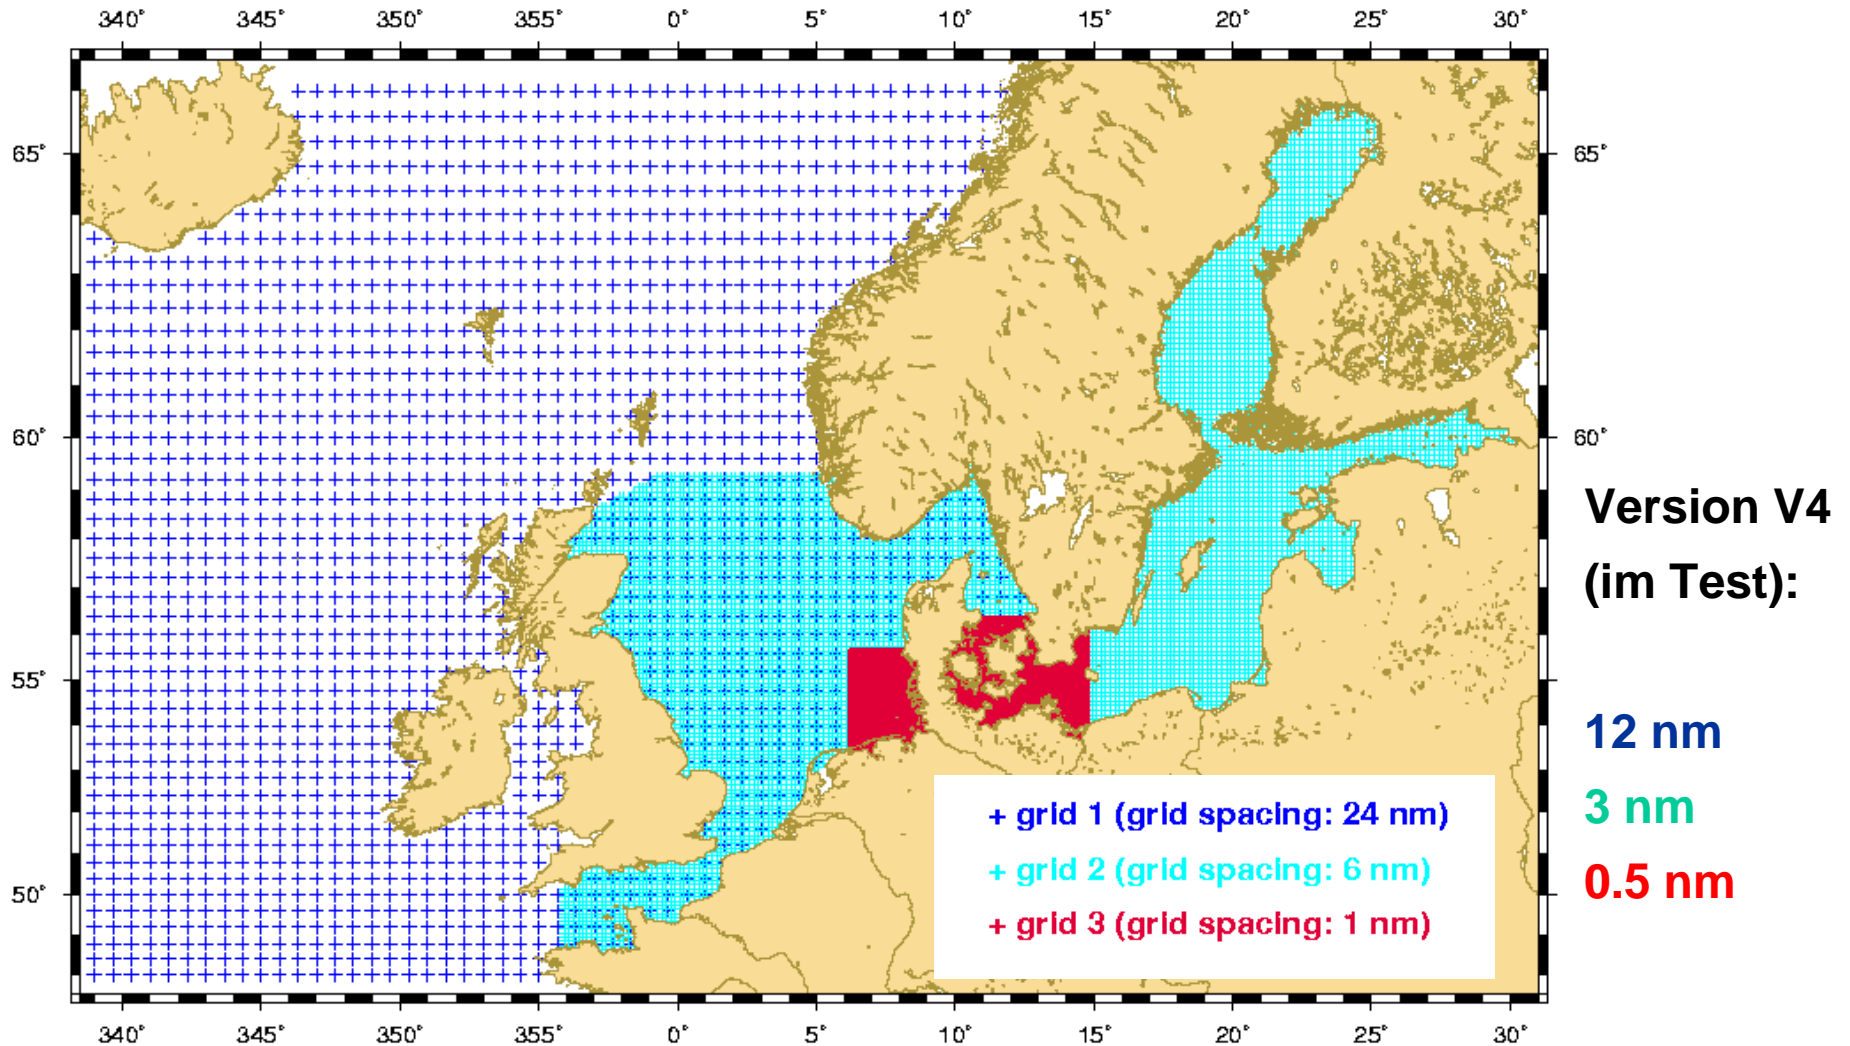 340° 345° 350° 355° 0° 5° 10° 15° 20° 25° 30°
65° 65°
60° 60°
Version V4
(im Test):
55° 55°
12 nm
+ grid 1 (grid spacing: 24 nm)
3 nm
+ grid 2 (grid spacing: 6 nm)
0.5 nm
50° 50°
+ grid 3 (grid spacing: 1 nm)
340° 345° 350° 355° 0° 5° 10° 15° 20° 25° 30°